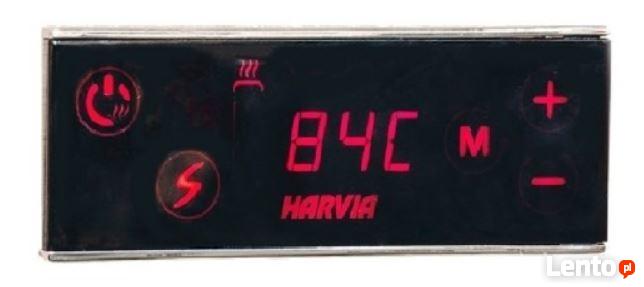 84C
M
+
-
HARVIA
Lento.pl